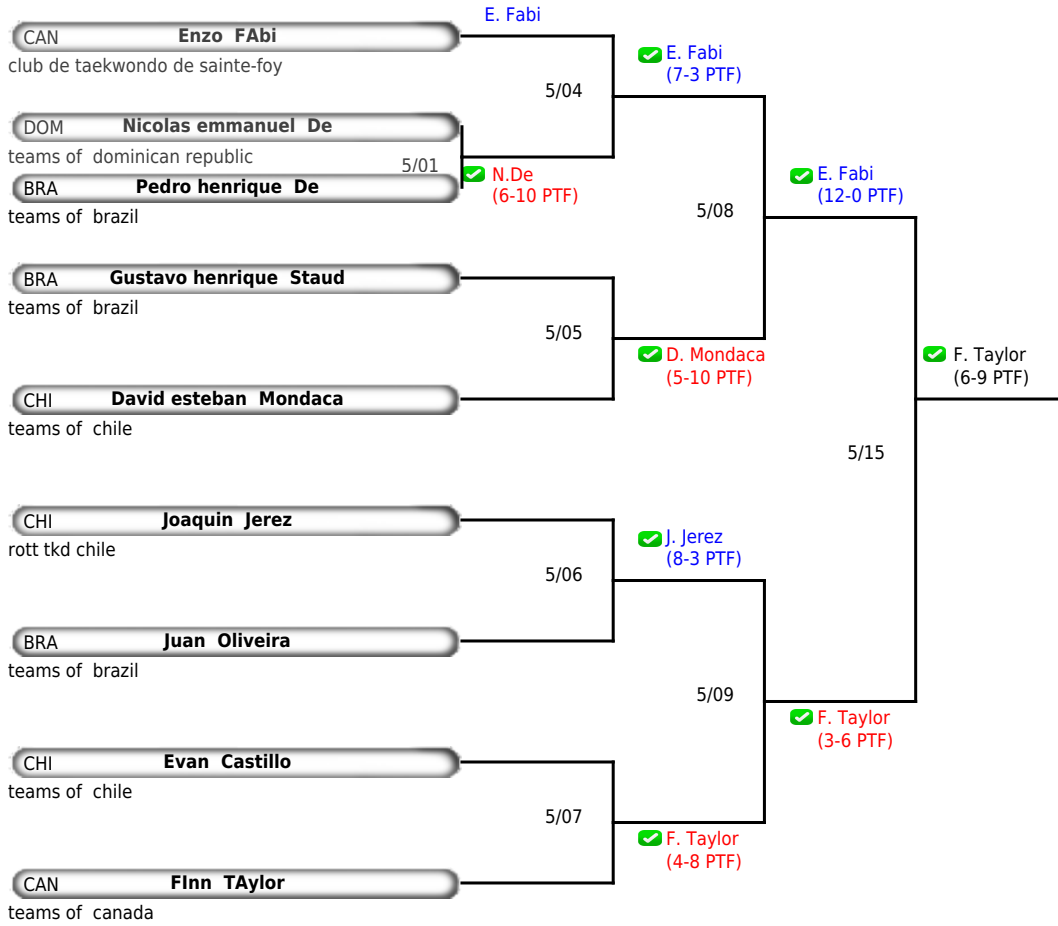 E. Fabi
CAN Enzo FAbi
club de taekwondo de sainte-foy
E. Fabi
(7-3 PTF)
5/04
DOM Nicolas emmanuel De
teams of dominican republic
5/01
N.De
(6-10 PTF)
BRA Pedro henrique De
teams of brazil
E. Fabi
(12-0 PTF)
5/08
BRA Gustavo henrique Staud
teams of brazil
5/05
D. Mondaca
(5-10 PTF)
CHI David esteban Mondaca
teams of chile
F. Taylor
(6-9 PTF)
5/15
CHI Joaquin Jerez
rott tkd chile
J. Jerez
(8-3 PTF)
5/06
BRA Juan Oliveira
teams of brazil
5/09
F. Taylor
(3-6 PTF)
CHI Evan Castillo
teams of chile
5/07
F. Taylor
(4-8 PTF)
CAN FInn TAylor
teams of canada